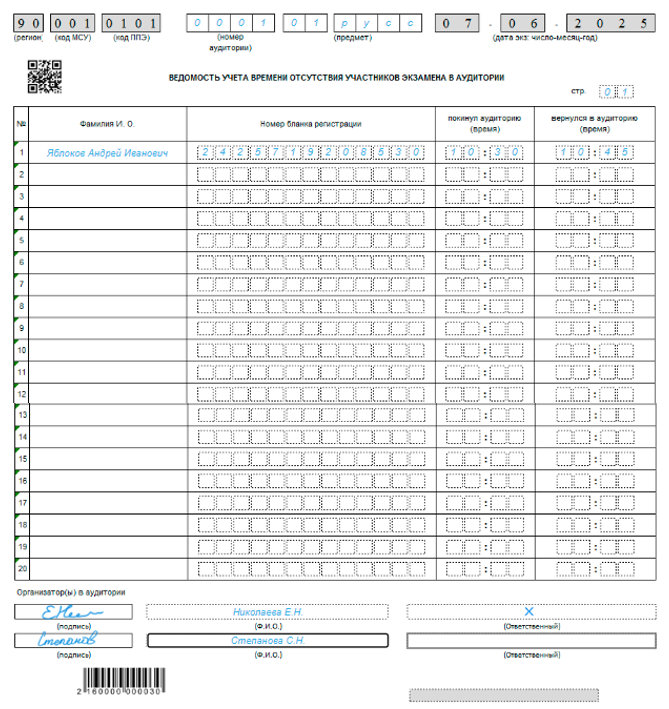 90 001 0101 0001 01 русс 07 - 06 - 2025
(регион) (код МСУ) (код ППЭ) (номер аудитории) (предмет) (дата экз: число-месяц-год)
ВЕДОМОСТЬ УЧЕТА ВРЕМЕНИ ОТСУТСТВИЯ УЧАСТНИКОВ ЭКЗАМЕНА В АУДИТОРИИ
стр. 01
№ Фамилия И. О. Номер бланка регистрации покинул аудиторию (время) вернулся в аудиторию (время)
1 Яблоков Андрей Иванович 2425719208530 10:30 10:45
2 : :
3 : :
4 : :
5 : :
6 : :
7 : :
8 : :
9 : :
10 : :
11 : :
12 : :
13 : :
14 : :
15 : :
16 : :
17 : :
18 : :
19 : :
20 : :
Организатор(ы) в аудитории
Николаева Е.Н. X
(подпись) (Ф.И.О.) (Ответственный)
Степанов Степанова С.Н.
(подпись) (Ф.И.О.) (Ответственный)
2 160000 000030